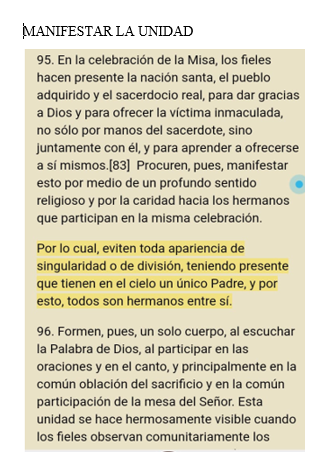 MANIFESTAR LA UNIDAD
95. En la celebración de la Misa, los fieles
hacen presente la nación santa, el pueblo
adquirido y el sacerdocio real, para dar gracias
a Dios y para ofrecer la víctima inmaculada,
no sólo por manos del sacerdote, sino
juntamente con él, y para aprender a ofrecerse
a sí mismos.[83] Procuren, pues, manifestar
esto por medio de un profundo sentido
religioso y por la caridad hacia los hermanos
que participan en la misma celebración.
Por lo cual, eviten toda apariencia de
singularidad o de división, teniendo presente
que tienen en el cielo un único Padre, y por
esto, todos son hermanos entre sí.
96. Formen, pues, un solo cuerpo, al escuchar
la Palabra de Dios, al participar en las
oraciones y en el canto, y principalmente en la
común oblación del sacrificio y en la común
participación de la mesa del Señor. Esta
unidad se hace hermosamente visible cuando
los fieles observan comunitariamente los